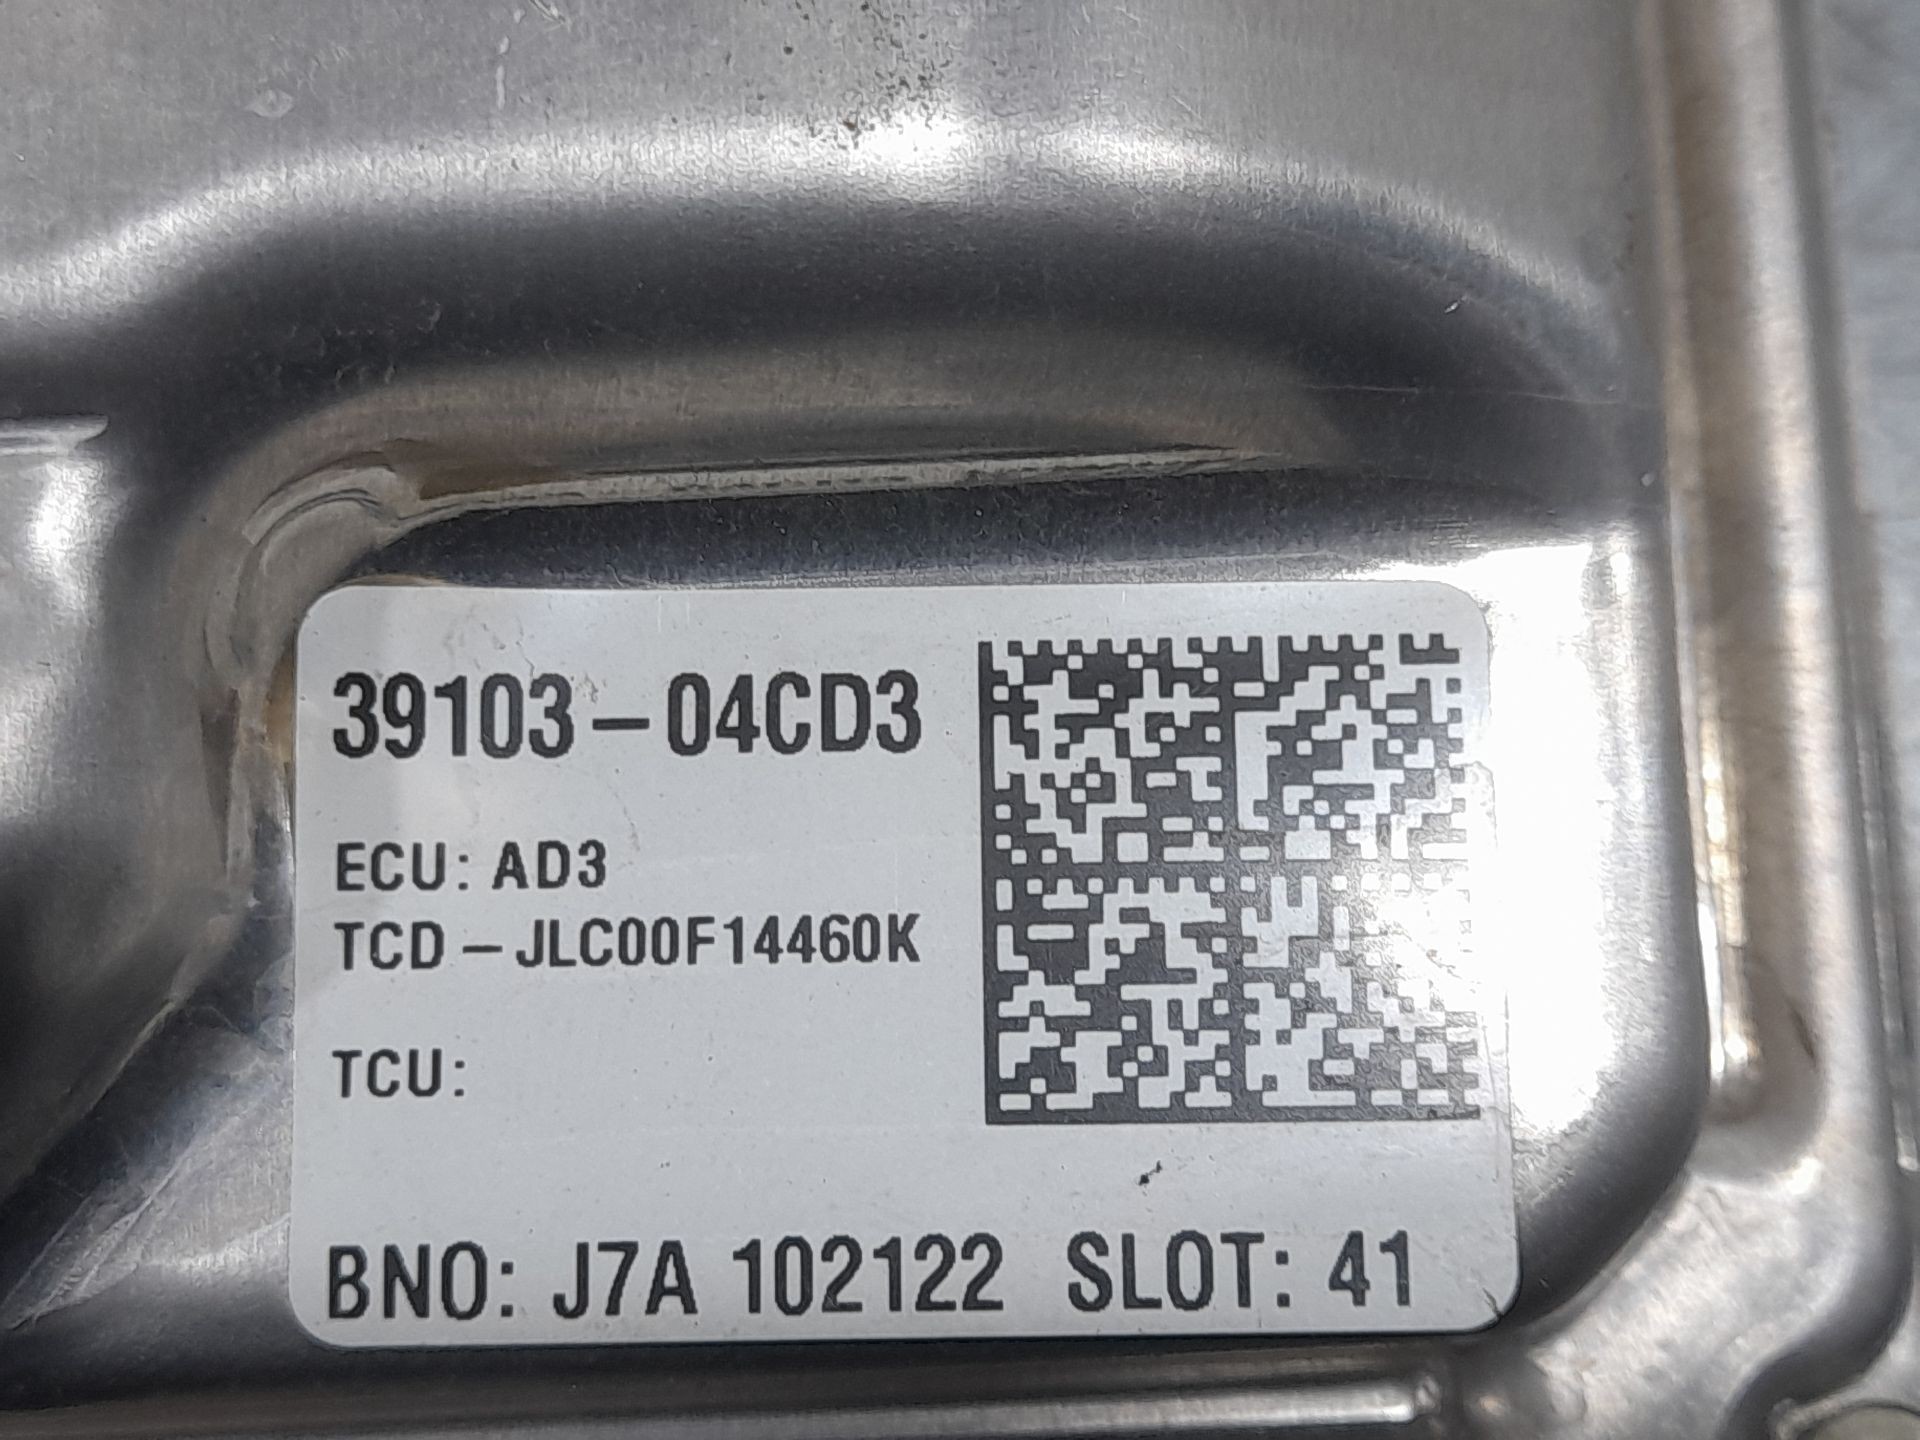 39103-04CD3
ECU: AD3
TCD-JLC00F14460K
TCU:
BNO: J7A 102122 SLOT: 41